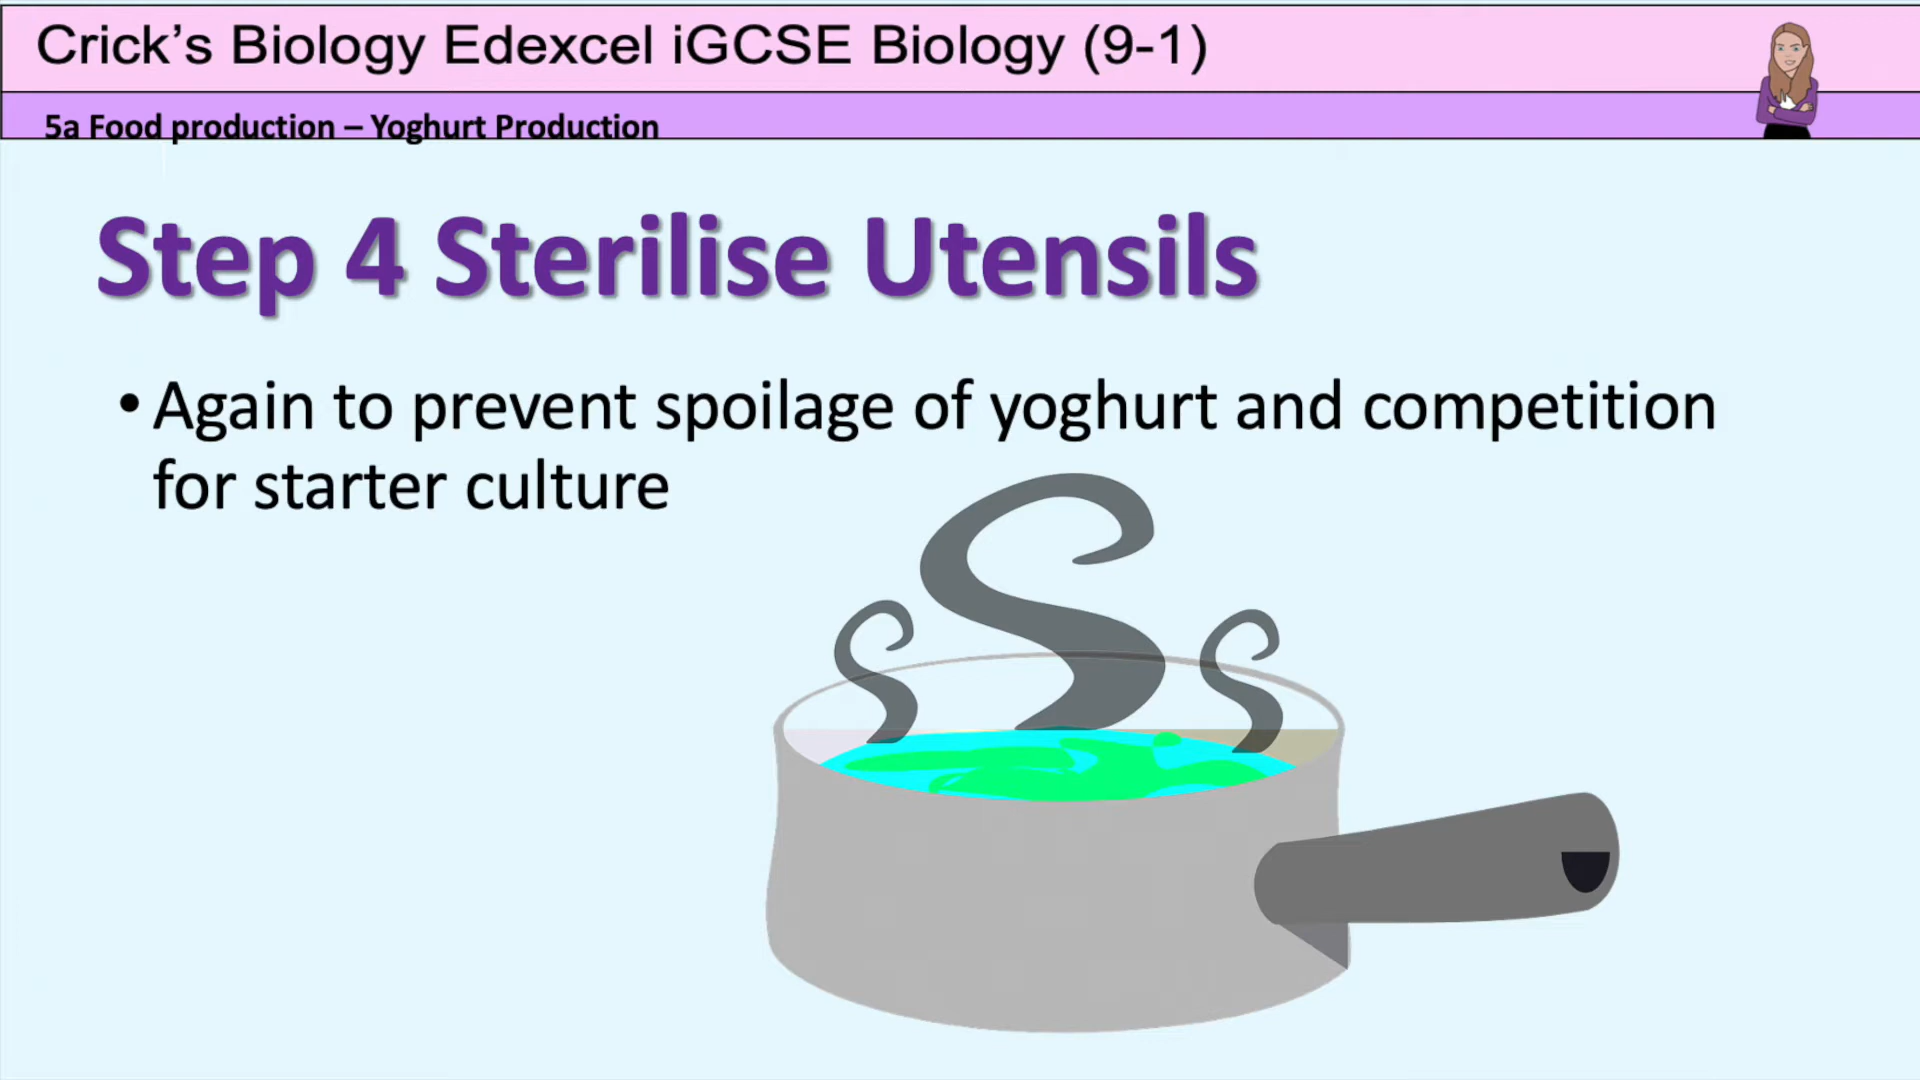 Crick’s Biology Edexcel iGCSE Biology (9-1)
5a Food production – Yoghurt Production
Step 4 Sterilise Utensils
• Again to prevent spoilage of yoghurt and competition
for starter culture